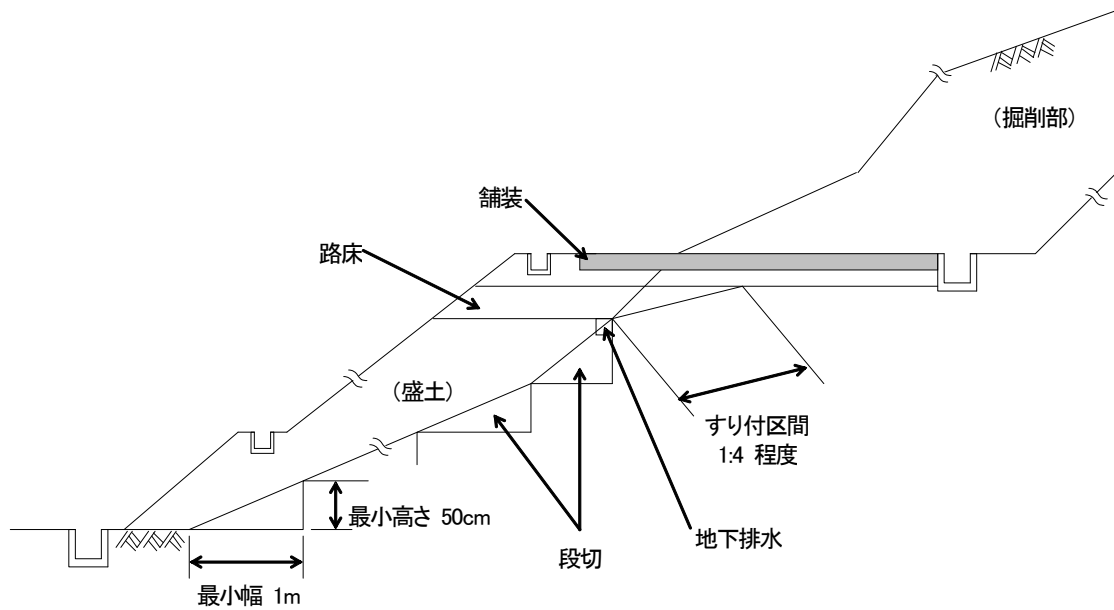 （掘削部）
舗装
路床
（盛土）
すり付区間
1:4 程度
最小高さ 50cm
地下排水
段切
最小幅 1m